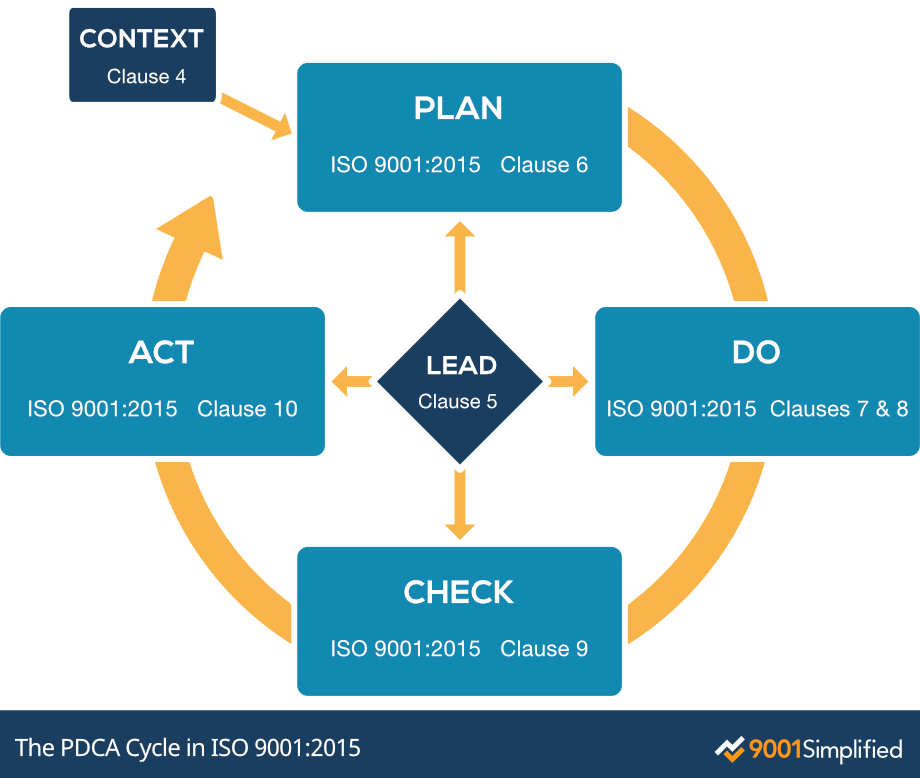 CONTEXT
Clause 4
PLAN
ISO 9001:2015 Clause 6
ACT
ISO 9001:2015 Clause 10
LEAD
Clause 5
DO
ISO 9001:2015 Clauses 7 & 8
CHECK
ISO 9001:2015 Clause 9
The PDCA Cycle in ISO 9001:2015
9001Simplified